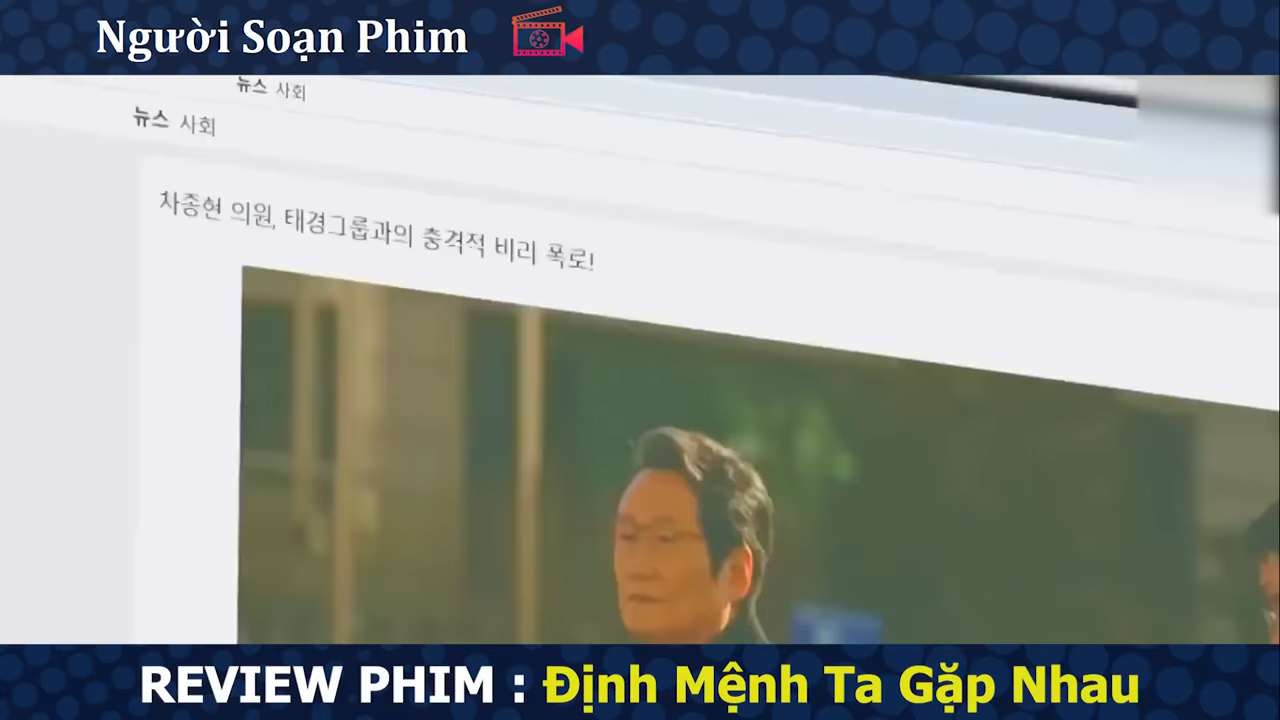 Người Soạn Phim
뉴스 사회
뉴스 사회
차종현 의원, 태경그룹과의 충격적 비리 폭로!
REVIEW PHIM : Định Mệnh Ta Gặp Nhau